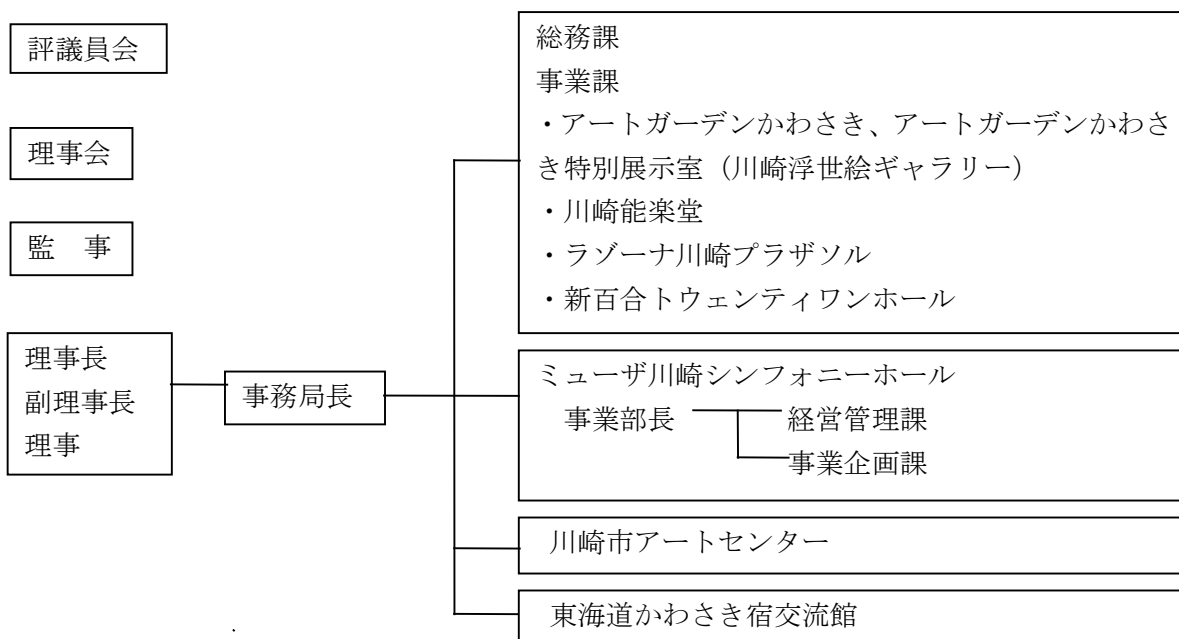 評議員会
理事会
監　事
理事長
副理事長
理事
事務局長
総務課
事業課
・アートガーデンかわさき、アートガーデンかわさ
き特別展示室（川崎浮世絵ギャラリー）
・川崎能楽堂
・ラゾーナ川崎プラザソル
・新百合トウェンティワンホール
ミューザ川崎シンフォニーホール
事業部長　経営管理課
事業企画課
川崎市アートセンター
東海道かわさき宿交流館